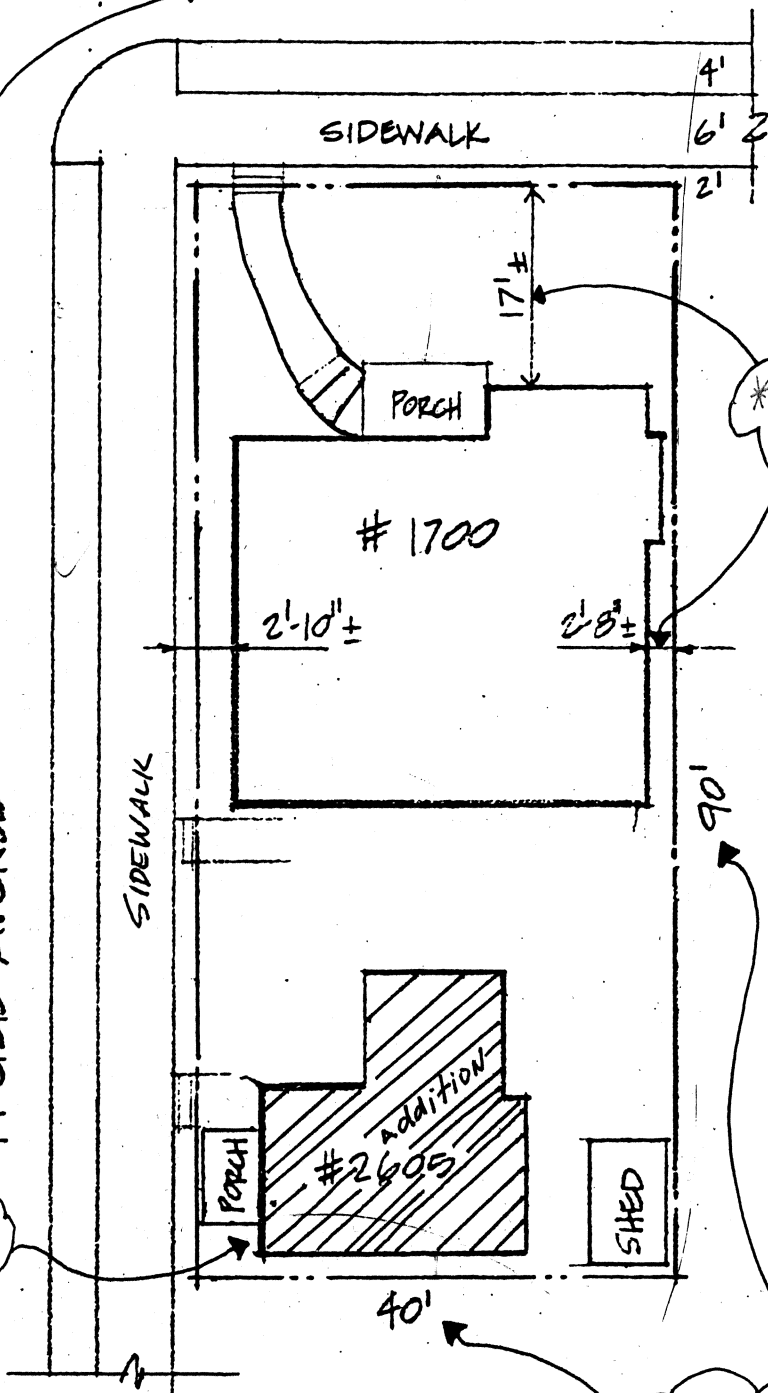 4'
SIDEWALK
6'
2'
17'±
PORCH
# 1700
2'-10"±
2'-8"±
SIDEWALK
90'
addition
#2605
PORCH
SHED
40'